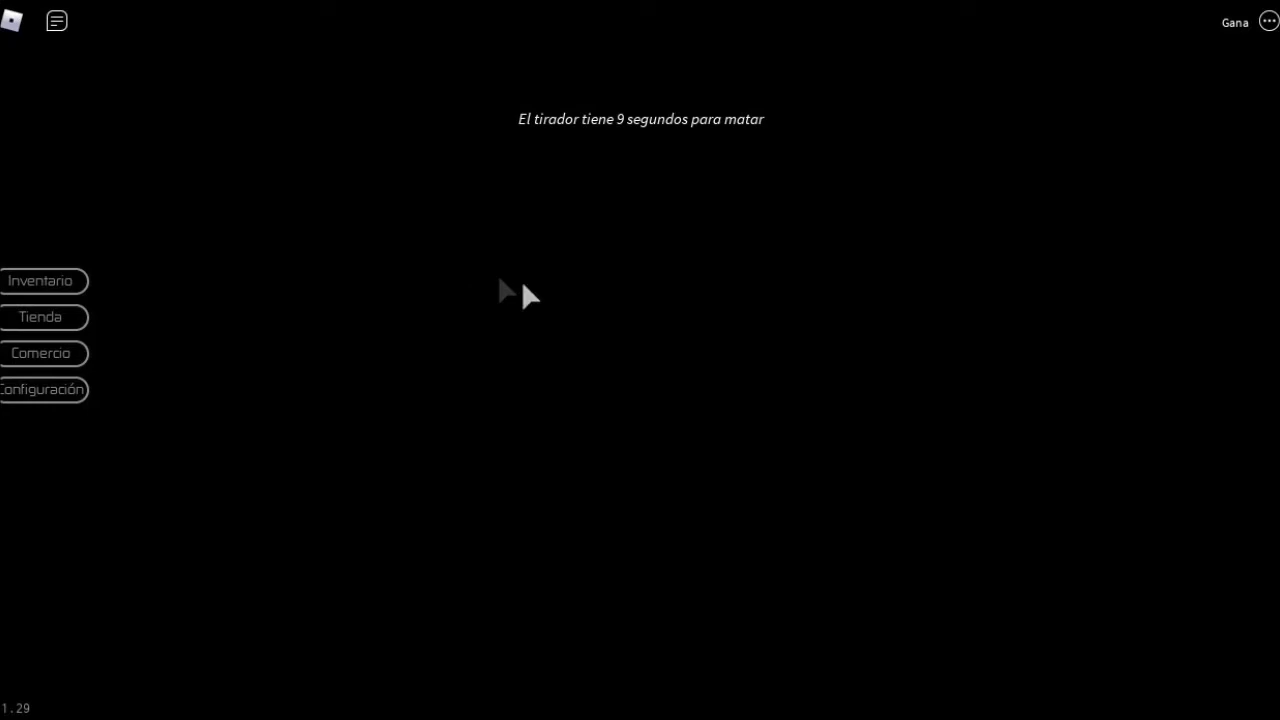 Gana
El tirador tiene 9 segundos para matar
Inventario
Tienda
Comercio
Configuración
1.29